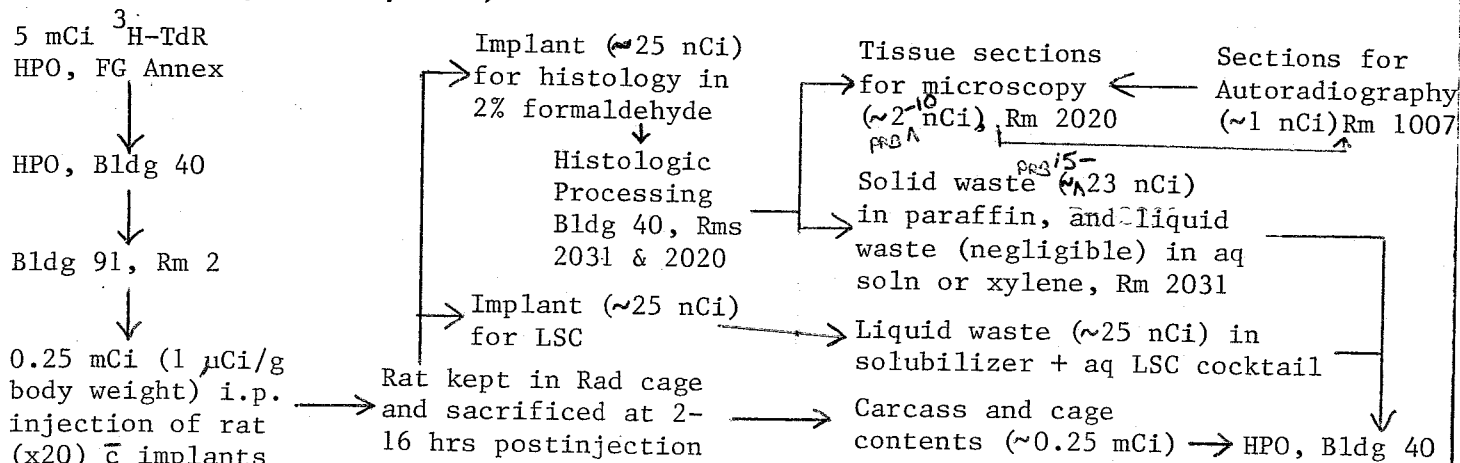 5 mCi ³H-TdR
HPO, FG Annex
HPO, Bldg 40
Bldg 91, Rm 2
0.25 mCi (1 μCi/g
body weight) i.p.
injection of rat
(x20) c̄ implants
Implant (~25 nCi)
for histology in
2% formaldehyde
Histologic
Processing
Bldg 40, Rms
2031 & 2020
Implant (~25 nCi)
for LSC
Rat kept in Rad cage
and sacrificed at 2-
16 hrs postinjection
Tissue sections
for microscopy
(~2-10 nCi), Rm 2020
PRB
Sections for
Autoradiography
(~1 nCi) Rm 1007
PRB 15-
Solid waste (~23 nCi)
in paraffin, and liquid
waste (negligible) in aq
soln or xylene, Rm 2031
Liquid waste (~25 nCi) in
solubilizer + aq LSC cocktail
Carcass and cage
contents (~0.25 mCi)
HPO, Bldg 40